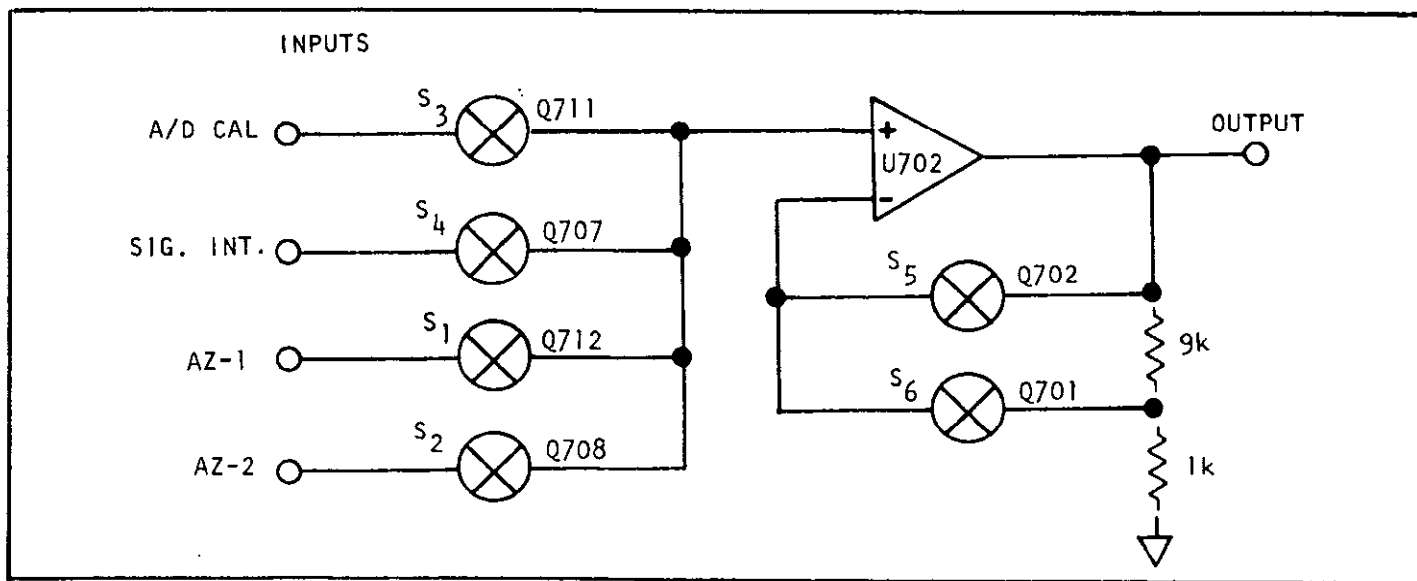 INPUTS
A/D CAL
S3
Q711
SIG. INT.
S4
Q707
AZ-1
S1
Q712
AZ-2
S2
Q708
+
U702
-
OUTPUT
S5
Q702
9k
S6
Q701
1k